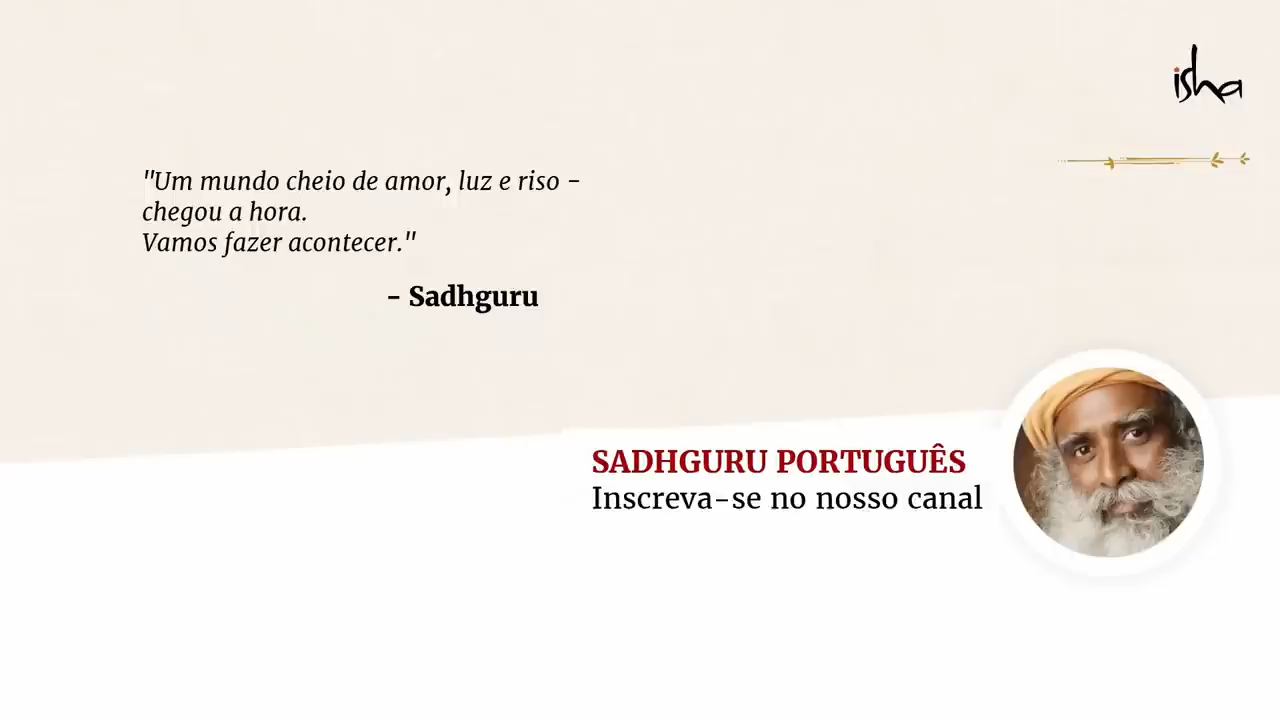 isha
"Um mundo cheio de amor, luz e riso -
chegou a hora.
Vamos fazer acontecer."
- Sadhguru
SADHGURU PORTUGUÊS
Inscreva-se no nosso canal